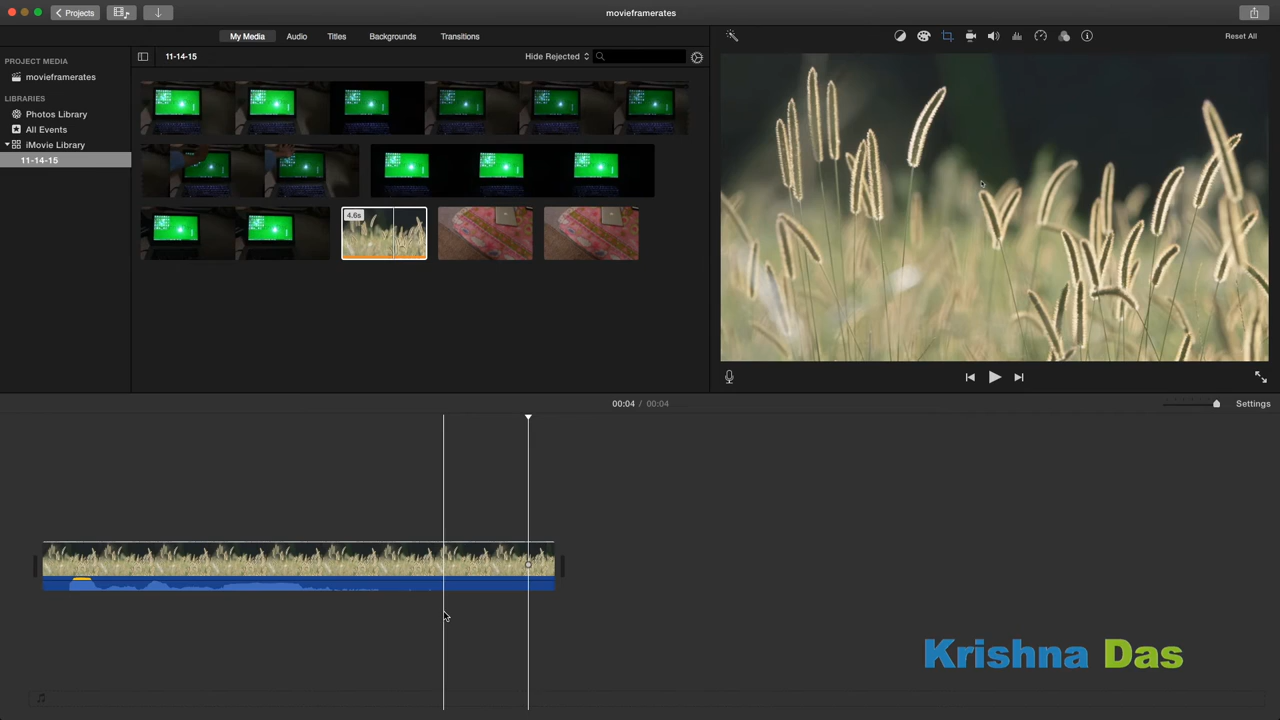 Projects
movieframerates
My Media
Audio
Titles
Backgrounds
Transitions
Reset All
11-14-15
Hide Rejected
PROJECT MEDIA
movieframerates
LIBRARIES
Photos Library
All Events
iMovie Library
11-14-15
4.6s
00:04 / 00:04
Settings
Krishna Das